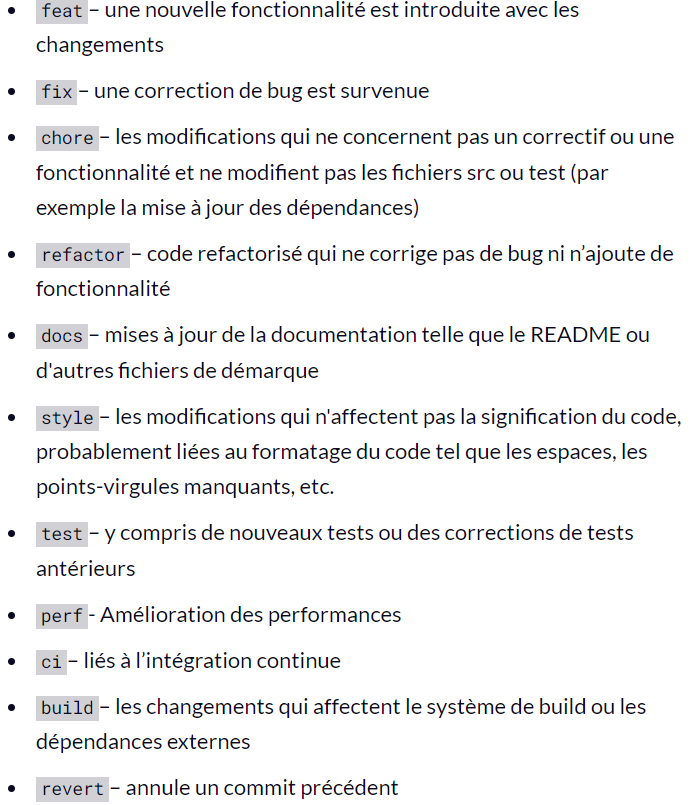 feat – une nouvelle fonctionnalité est introduite avec les
changements
fix – une correction de bug est survenue
chore – les modifications qui ne concernent pas un correctif ou une
fonctionnalité et ne modifient pas les fichiers src ou test (par
exemple la mise à jour des dépendances)
refactor – code refactorisé qui ne corrige pas de bug ni n’ajoute de
fonctionnalité
docs – mises à jour de la documentation telle que le README ou
d'autres fichiers de démarque
style – les modifications qui n'affectent pas la signification du code,
probablement liées au formatage du code tel que les espaces, les
points-virgules manquants, etc.
test – y compris de nouveaux tests ou des corrections de tests
antérieurs
perf - Amélioration des performances
ci – liés à l’intégration continue
build – les changements qui affectent le système de build ou les
dépendances externes
revert – annule un commit précédent